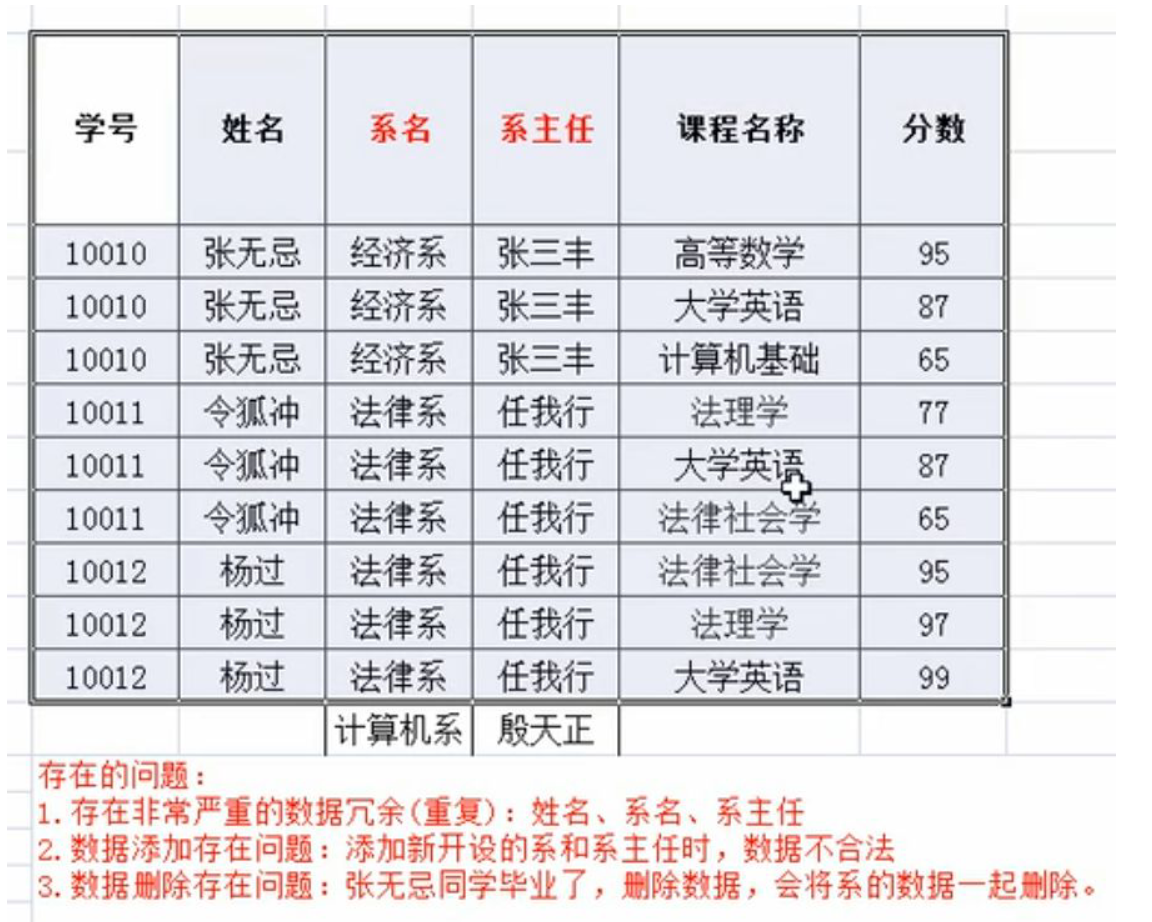 学号 姓名 系名 系主任 课程名称 分数
10010 张无忌 经济系 张三丰 高等数学 95
10010 张无忌 经济系 张三丰 大学英语 87
10010 张无忌 经济系 张三丰 计算机基础 65
10011 令狐冲 法律系 任我行 法理学 77
10011 令狐冲 法律系 任我行 大学英语 87
10011 令狐冲 法律系 任我行 法律社会学 65
10012 杨过 法律系 任我行 法律社会学 95
10012 杨过 法律系 任我行 法理学 97
10012 杨过 法律系 任我行 大学英语 99
计算机系 殷天正
存在的问题：
1.存在非常严重的数据冗余(重复)：姓名、系名、系主任
2.数据添加存在问题：添加新开设的系和系主任时，数据不合法
3.数据删除存在问题：张无忌同学毕业了，删除数据，会将系的数据一起删除。